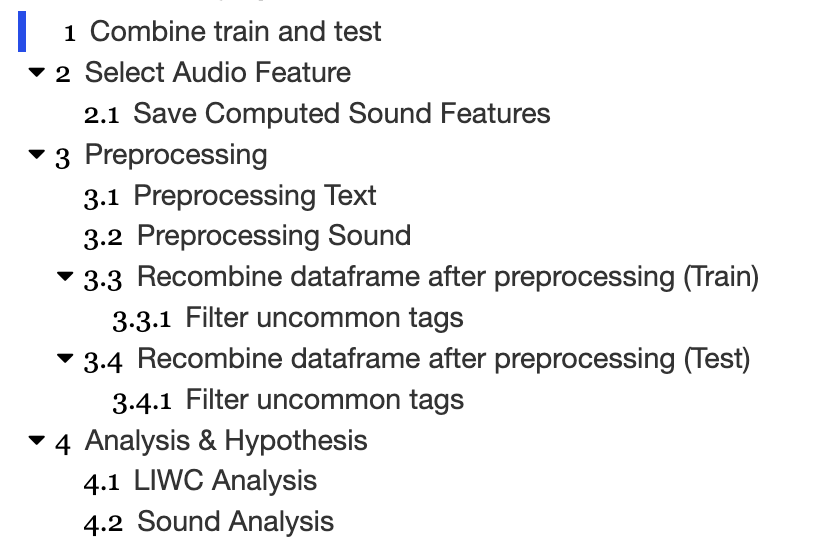 1 Combine train and test
2 Select Audio Feature
2.1 Save Computed Sound Features
3 Preprocessing
3.1 Preprocessing Text
3.2 Preprocessing Sound
3.3 Recombine dataframe after preprocessing (Train)
3.3.1 Filter uncommon tags
3.4 Recombine dataframe after preprocessing (Test)
3.4.1 Filter uncommon tags
4 Analysis & Hypothesis
4.1 LIWC Analysis
4.2 Sound Analysis